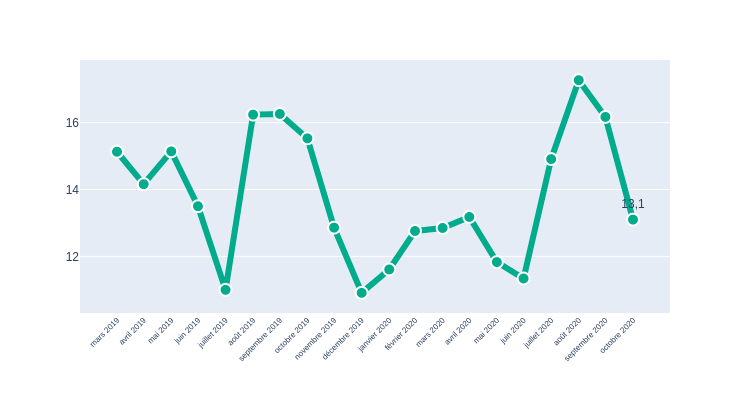 16
14
12
13,1
mars 2019
avril 2019
mai 2019
juin 2019
juillet 2019
août 2019
septembre 2019
octobre 2019
novembre 2019
décembre 2019
janvier 2020
février 2020
mars 2020
avril 2020
mai 2020
juin 2020
juillet 2020
août 2020
septembre 2020
octobre 2020